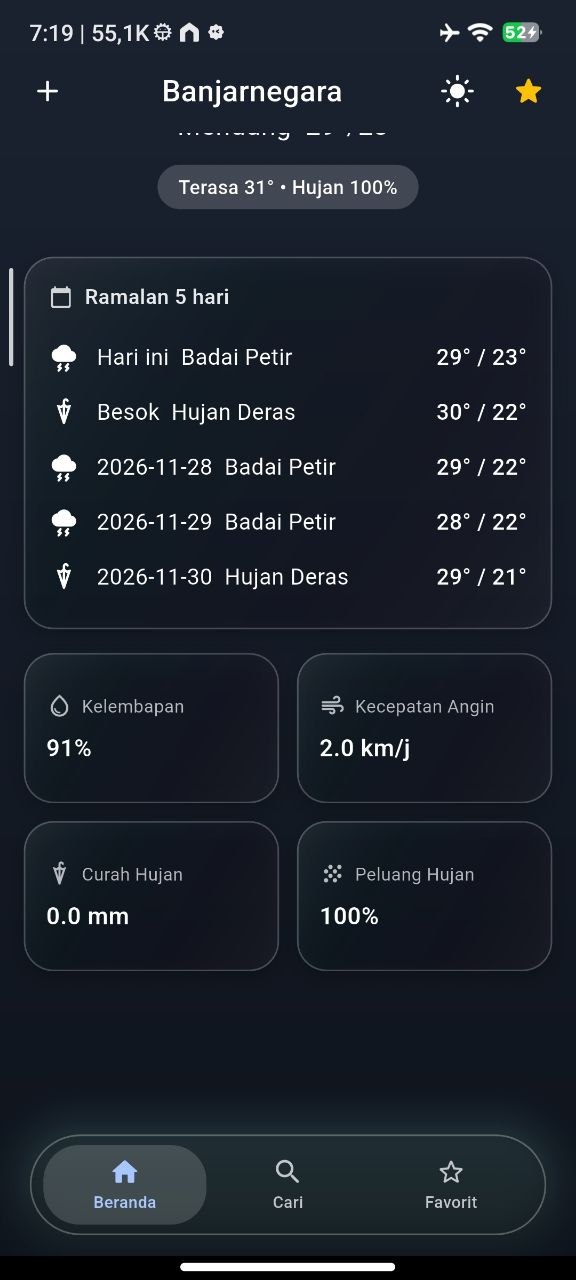 7:19 | 55,1K
52
Banjarnegara
Terasa 31° • Hujan 100%
Ramalan 5 hari
Hari ini Badai Petir 29° / 23°
Besok Hujan Deras 30° / 22°
2026-11-28 Badai Petir 29° / 22°
2026-11-29 Badai Petir 28° / 22°
2026-11-30 Hujan Deras 29° / 21°
Kelembapan
91%
Kecepatan Angin
2.0 km/j
Curah Hujan
0.0 mm
Peluang Hujan
100%
Beranda
Cari
Favorit